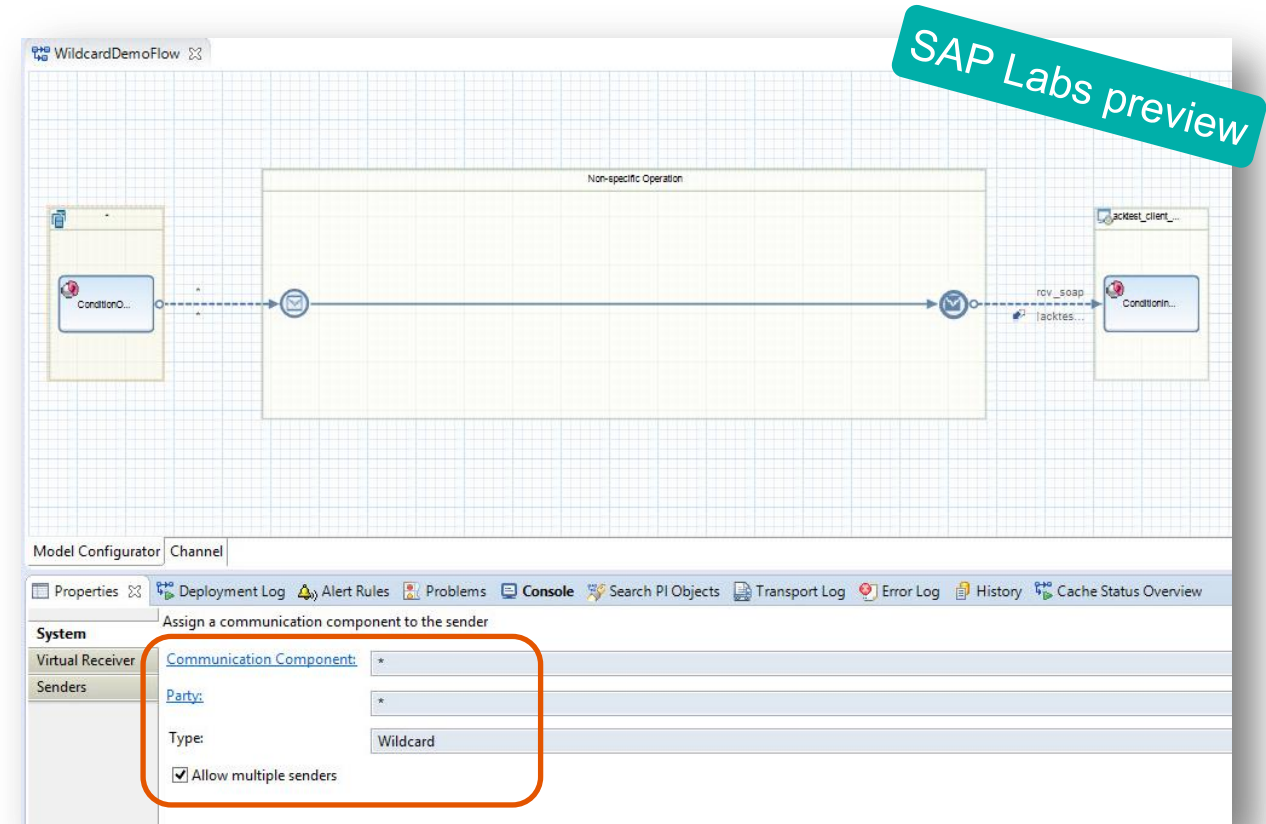 WildcardDemoFlow
SAP Labs preview
Non-specific Operation
*
acktest_client_...
ConditionO...
*
*
rcv_soap
|acktes...
ConditionIn...
Model Configurator Channel
Properties Deployment Log Alert Rules Problems Console Search PI Objects Transport Log Error Log History Cache Status Overview
Assign a communication component to the sender
System
Virtual Receiver
Senders
Communication Component: *
Party: *
Type: Wildcard
Allow multiple senders